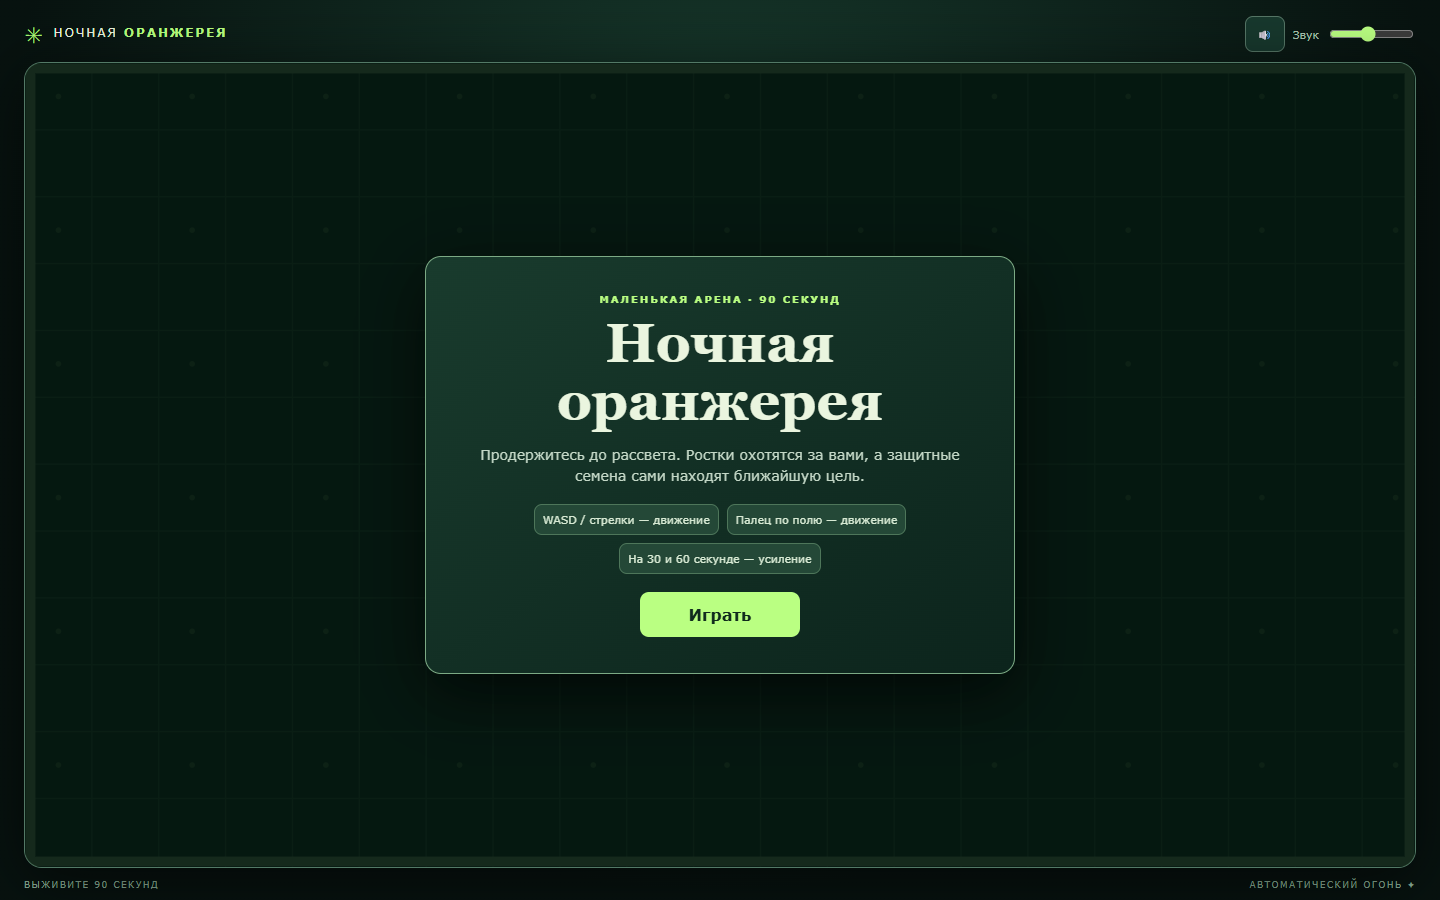 НОЧНАЯ ОРАНЖЕРЕЯ
Звук
МАЛЕНЬКАЯ АРЕНА · 90 СЕКУНД
Ночная
оранжерея
Продержитесь до рассвета. Ростки охотятся за вами, а защитные
семена сами находят ближайшую цель.
WASD / стрелки — движение
Палец по полю — движение
На 30 и 60 секунде — усиление
Играть
ВЫЖИВИТЕ 90 СЕКУНД
АВТОМАТИЧЕСКИЙ ОГОНЬ ✦